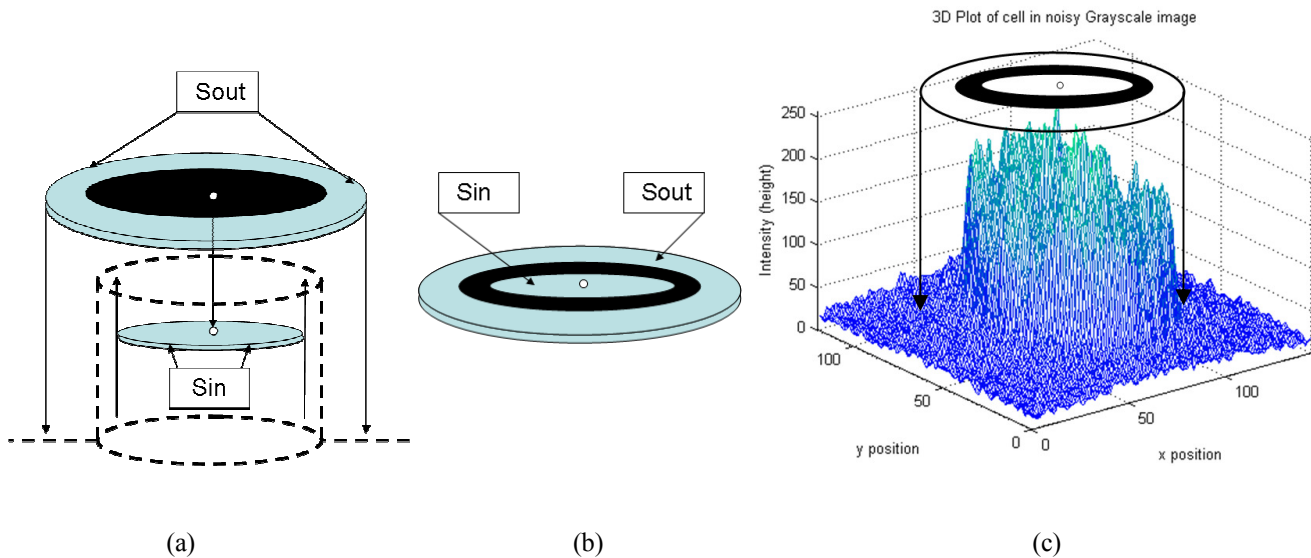 Sout
Sin
(a)
Sin
Sout
(b)
3D Plot of cell in noisy Grayscale image
Intensity (height)
250
200
150
100
50
0
100
50
0
0
50
100
y position
x position
(c)